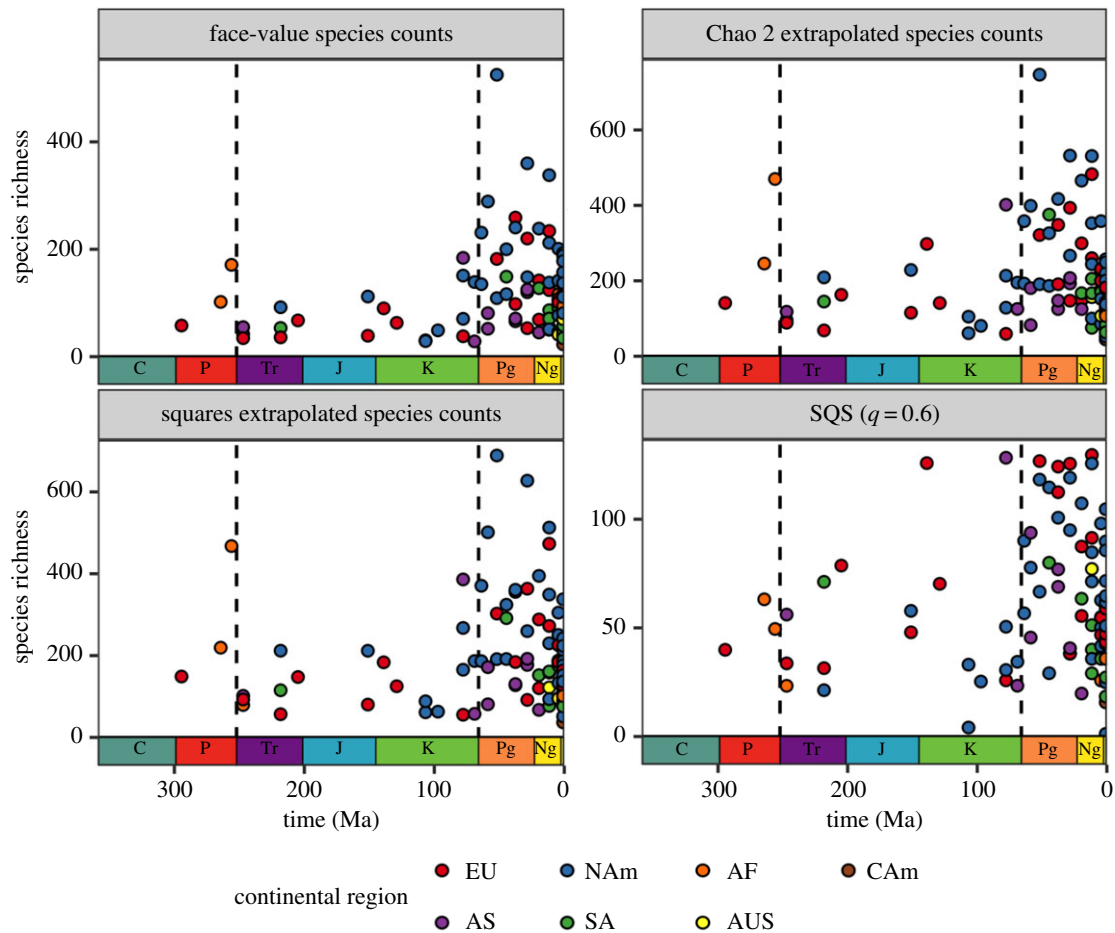 face-value species counts
Chao 2 extrapolated species counts
species richness
400
200
0
C P Tr J K Pg Ng
600
400
200
0
C P Tr J K Pg Ng
squares extrapolated species counts
SQS (q = 0.6)
species richness
600
400
200
0
C P Tr J K Pg Ng
300 200 100 0
time (Ma)
100
50
0
C P Tr J K Pg Ng
300 200 100 0
time (Ma)
continental region
EU NAm AF CAm
AS SA AUS